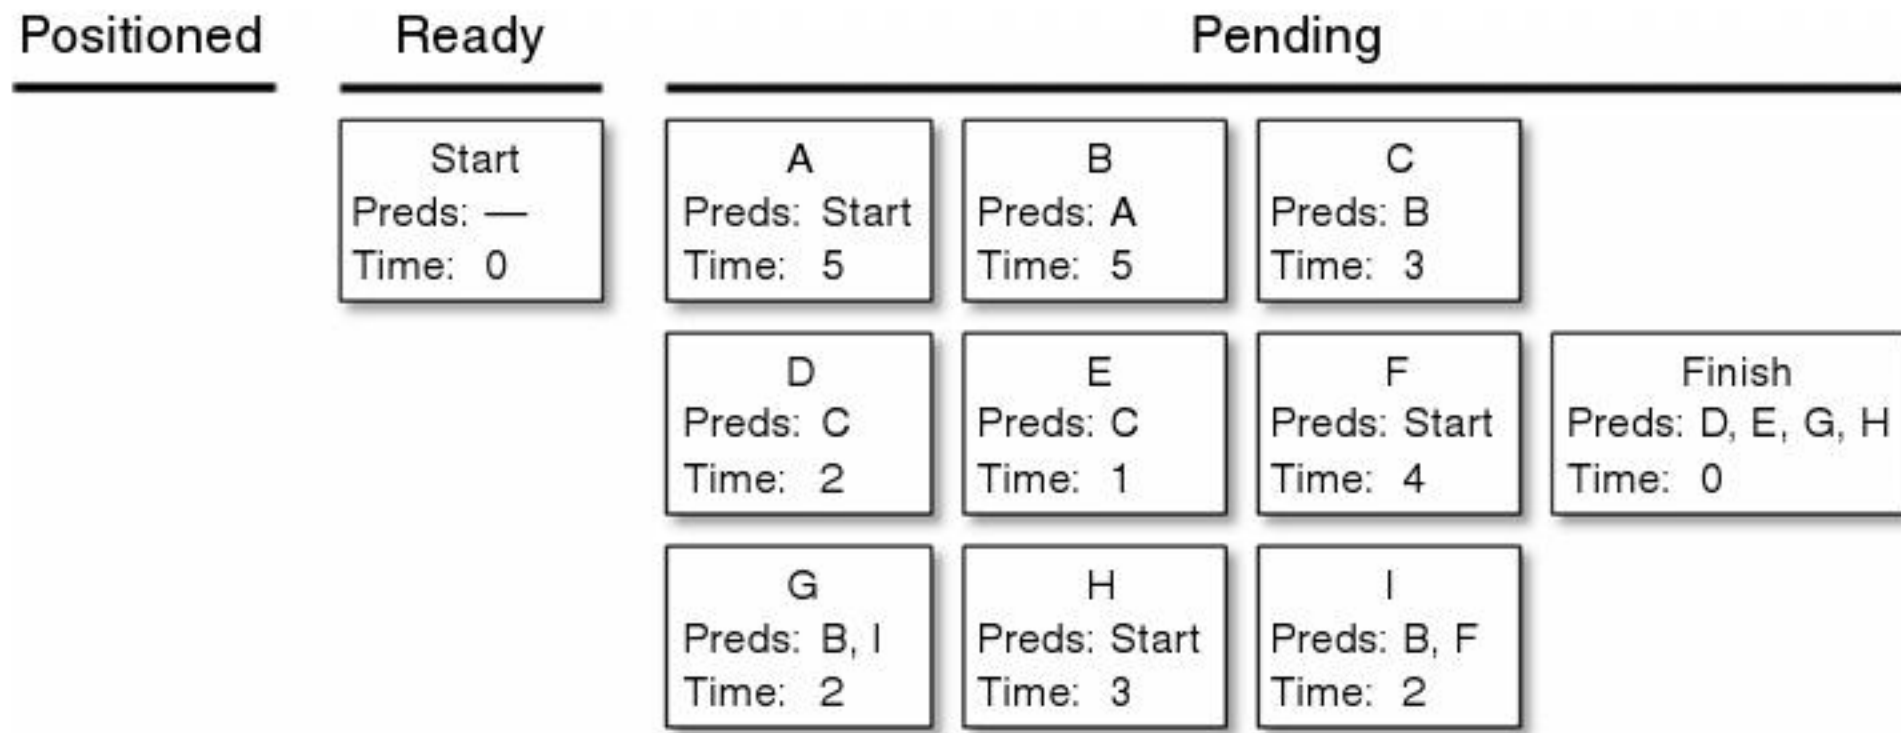 Positioned Ready Pending
Start
Preds: —
Time: 0
A
Preds: Start
Time: 5
B
Preds: A
Time: 5
C
Preds: B
Time: 3
D
Preds: C
Time: 2
E
Preds: C
Time: 1
F
Preds: Start
Time: 4
Finish
Preds: D, E, G, H
Time: 0
G
Preds: B, I
Time: 2
H
Preds: Start
Time: 3
I
Preds: B, F
Time: 2